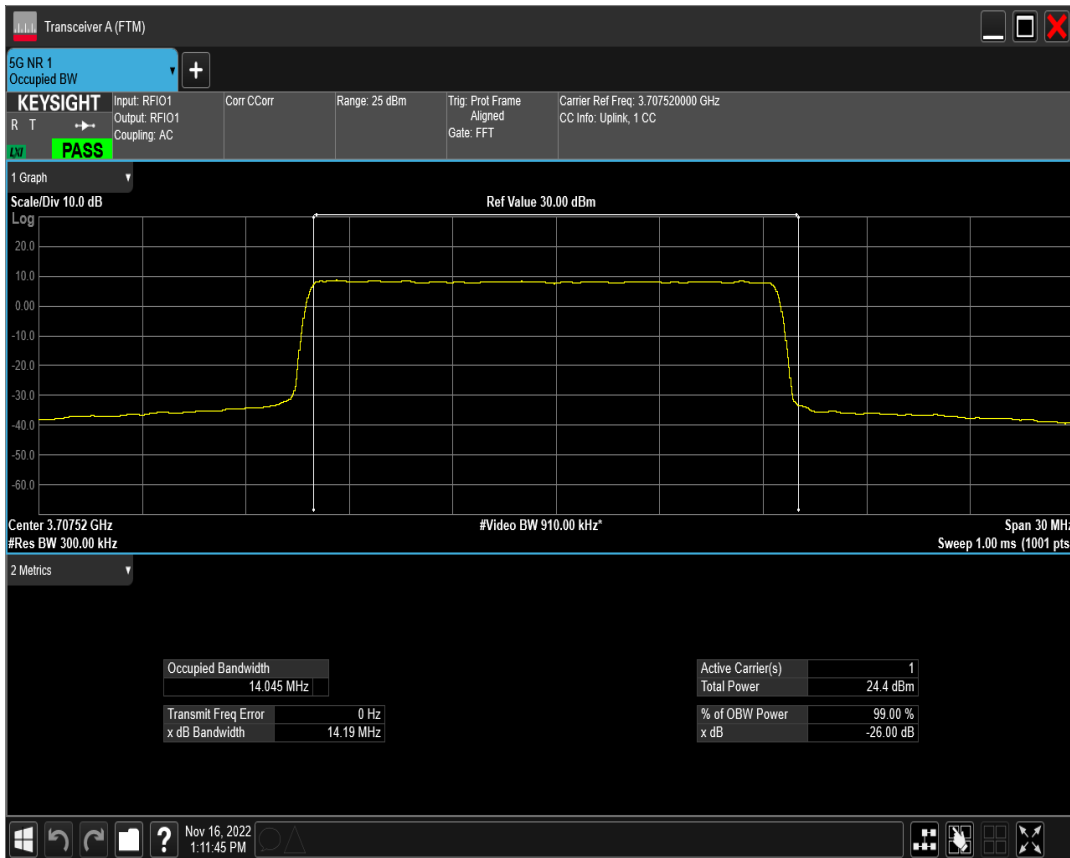 Transceiver A (FTM)
5G NR 1
Occupied BW
+
KEYSIGHT
R T
LXI
PASS
Input: RFIO1
Output: RFIO1
Coupling: AC
Corr CCorr
Range: 25 dBm
Trig: Prot Frame
Aligned
Gate: FFT
Carrier Ref Freq: 3.707520000 GHz
CC Info: Uplink, 1 CC
1 Graph
Scale/Div 10.0 dB
Ref Value 30.00 dBm
Log
20.0
10.0
0.00
-10.0
-20.0
-30.0
-40.0
-50.0
-60.0
Center 3.70752 GHz
#Video BW 910.00 kHz*
Span 30 MHz
#Res BW 300.00 kHz
Sweep 1.00 ms (1001 pts
2 Metrics
Occupied Bandwidth
14.045 MHz
Transmit Freq Error 0 Hz
x dB Bandwidth 14.19 MHz
Active Carrier(s) 1
Total Power 24.4 dBm
% of OBW Power 99.00 %
x dB -26.00 dB
?
Nov 16, 2022
1:11:45 PM